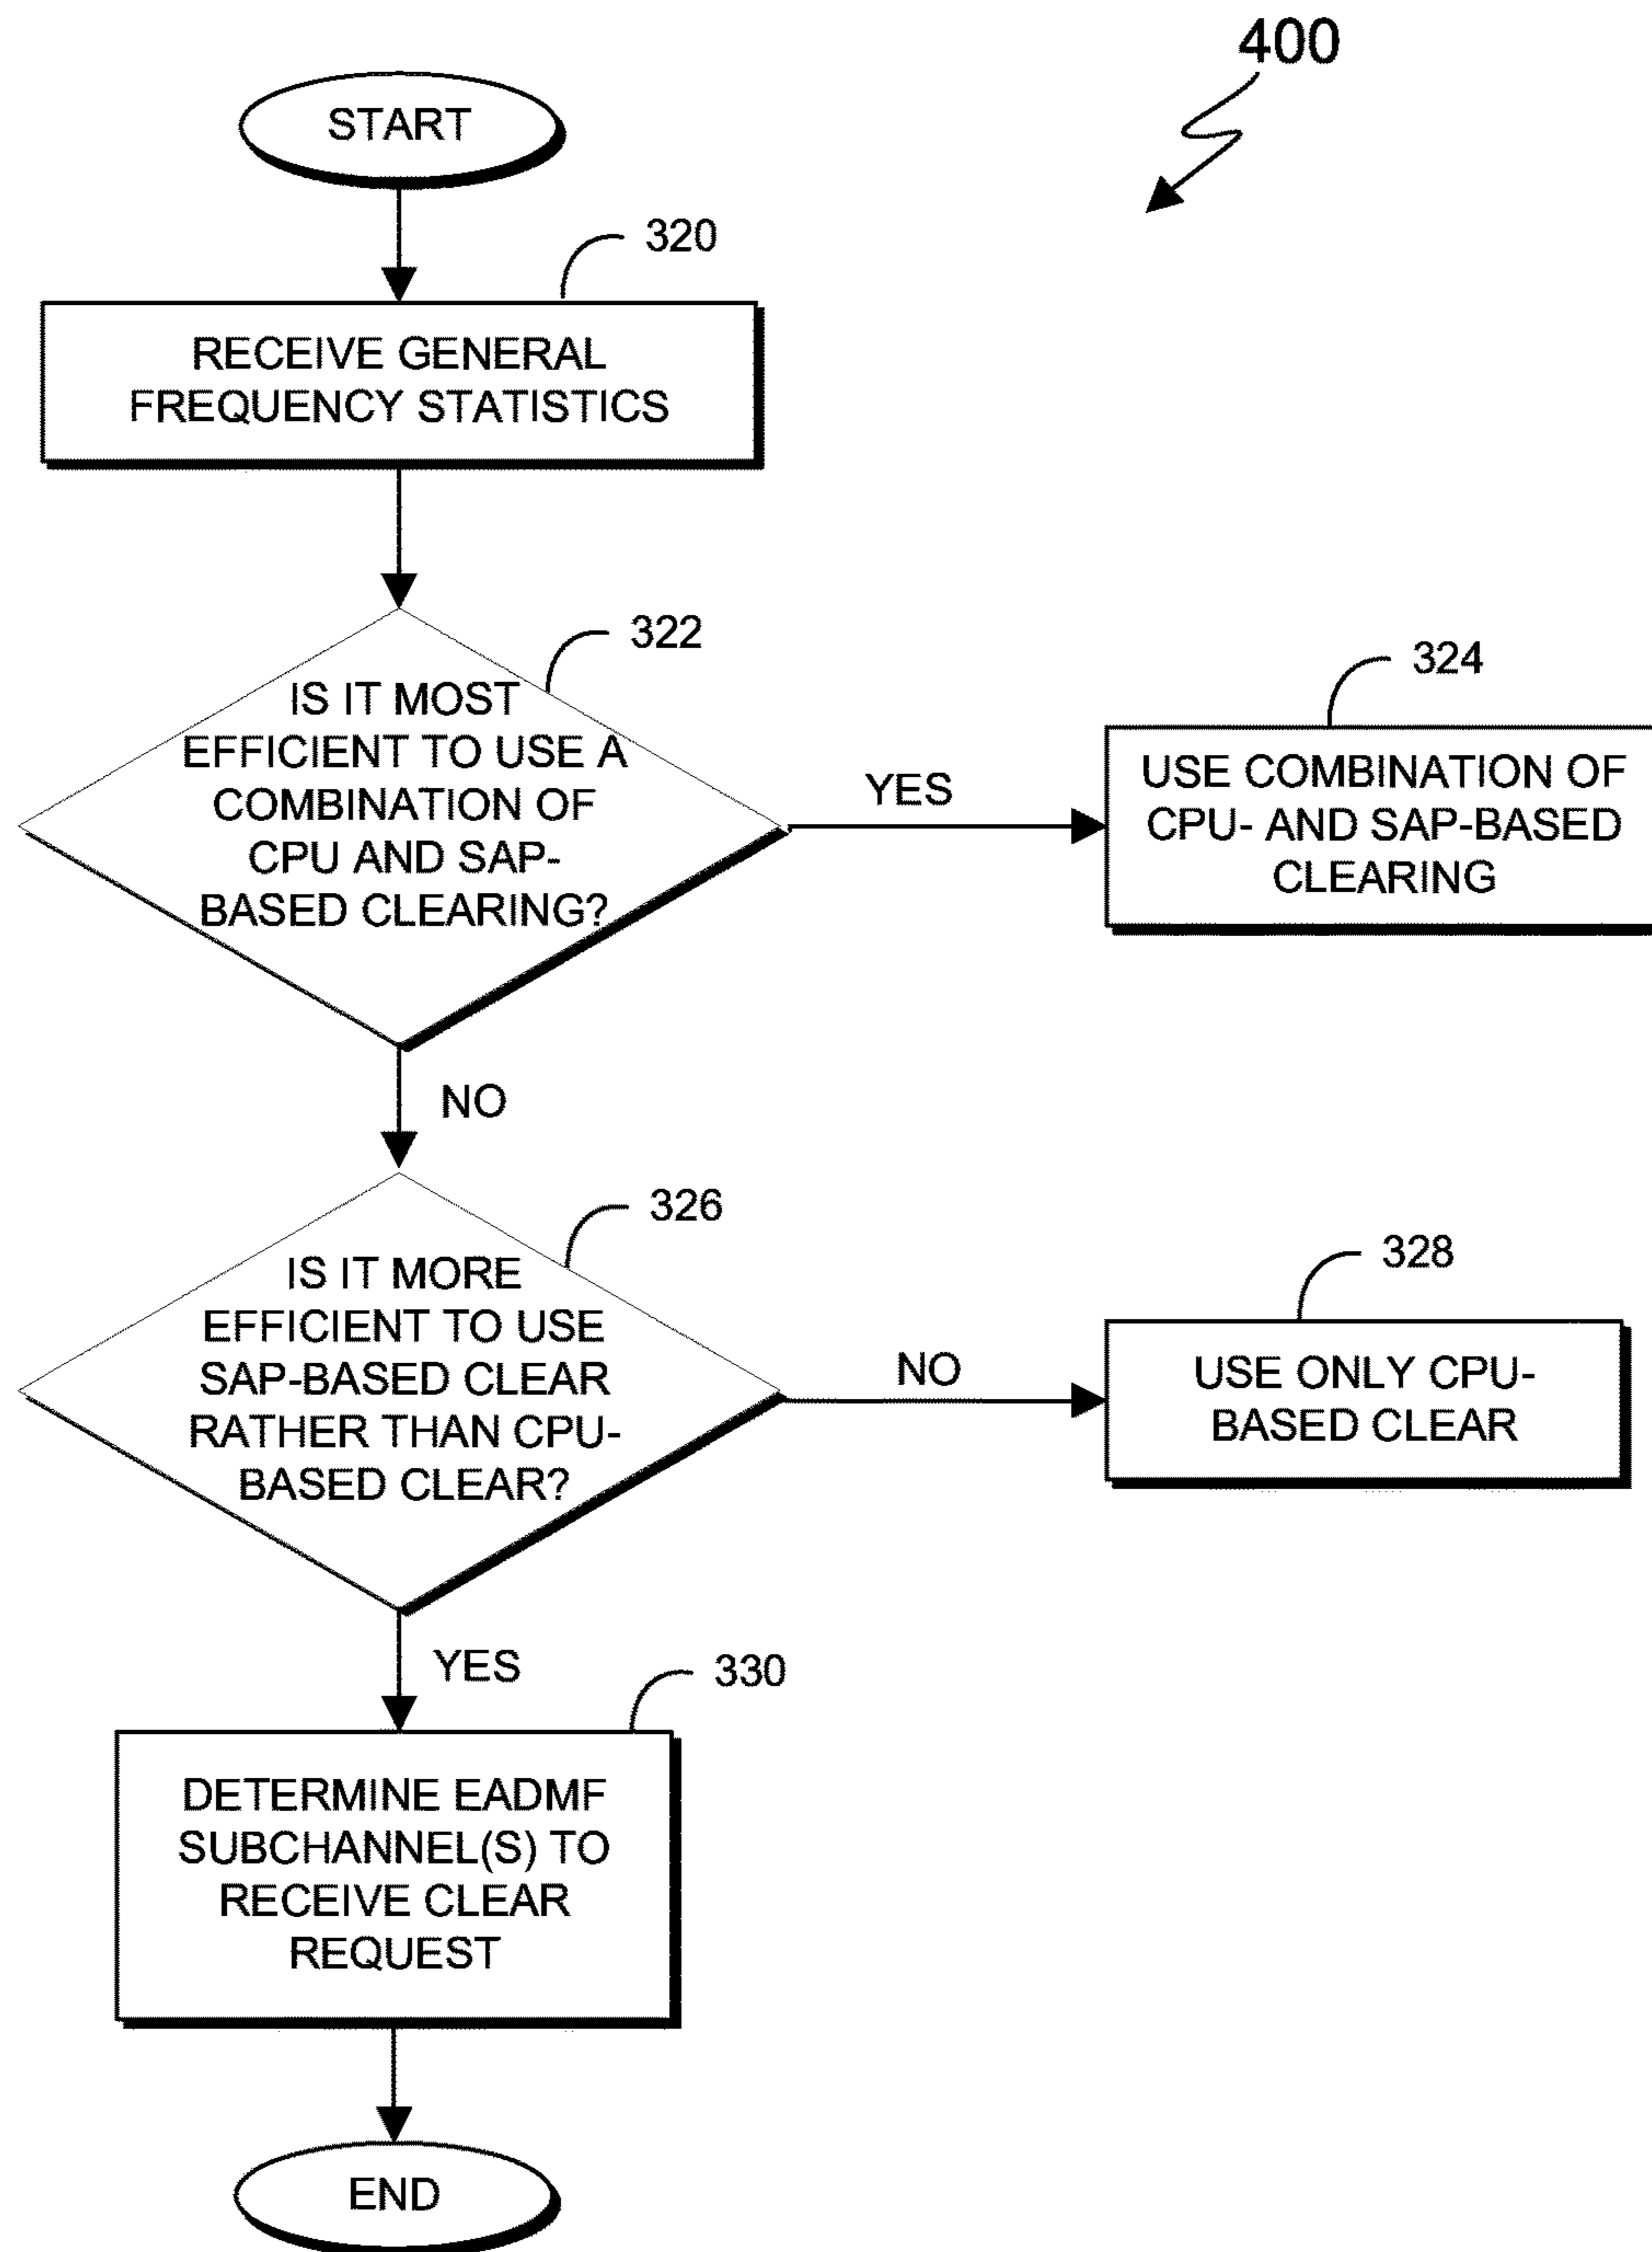 400
START
320
RECEIVE GENERAL
FREQUENCY STATISTICS
322
IS IT MOST
EFFICIENT TO USE A
COMBINATION OF
CPU AND SAP-
BASED CLEARING?
YES
324
USE COMBINATION OF
CPU- AND SAP-BASED
CLEARING
NO
326
IS IT MORE
EFFICIENT TO USE
SAP-BASED CLEAR
RATHER THAN CPU-
BASED CLEAR?
NO
328
USE ONLY CPU-
BASED CLEAR
YES
330
DETERMINE EADMF
SUBCHANNEL(S) TO
RECEIVE CLEAR
REQUEST
END